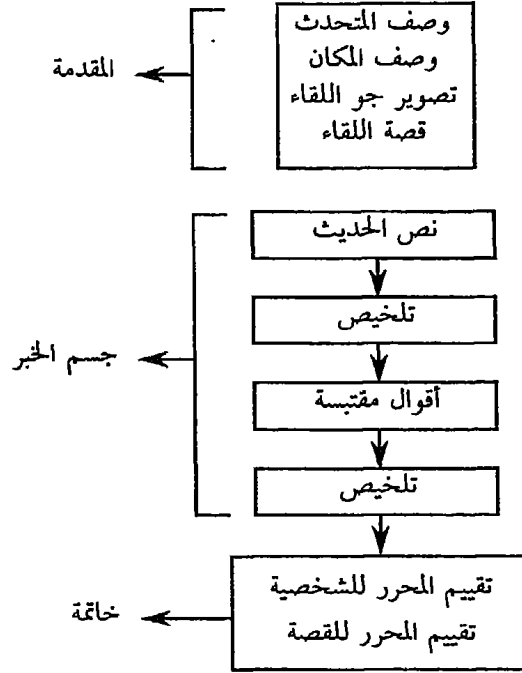 وصف المتحدث
وصف المكان
تصوير جو اللقاء
قصة اللقاء
المقدمة
نص الحديث
تلخيص
أقوال مقتبسة
تلخيص
جسم الخبر
تقييم المحرر للشخصية
تقييم المحرر للقصة
خاتمة